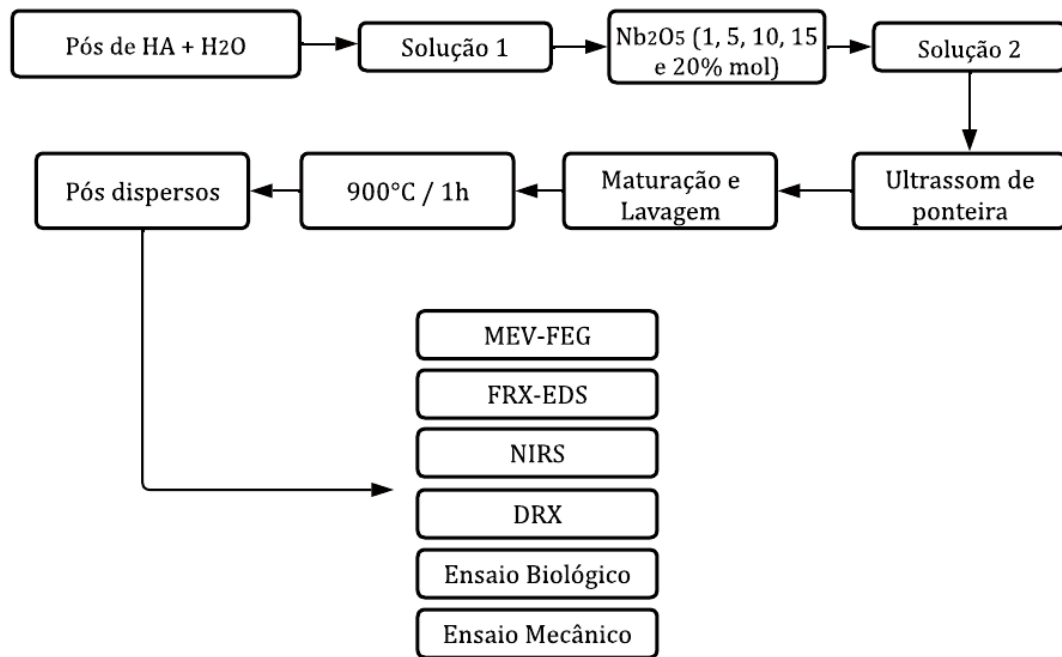 Pós de HA + H2O
Solução 1
Nb2O5 (1, 5, 10, 15
e 20% mol)
Solução 2
Ultrassom de
ponteira
Maturação e
Lavagem
900°C / 1h
Pós dispersos
MEV-FEG
FRX-EDS
NIRS
DRX
Ensaio Biológico
Ensaio Mecânico